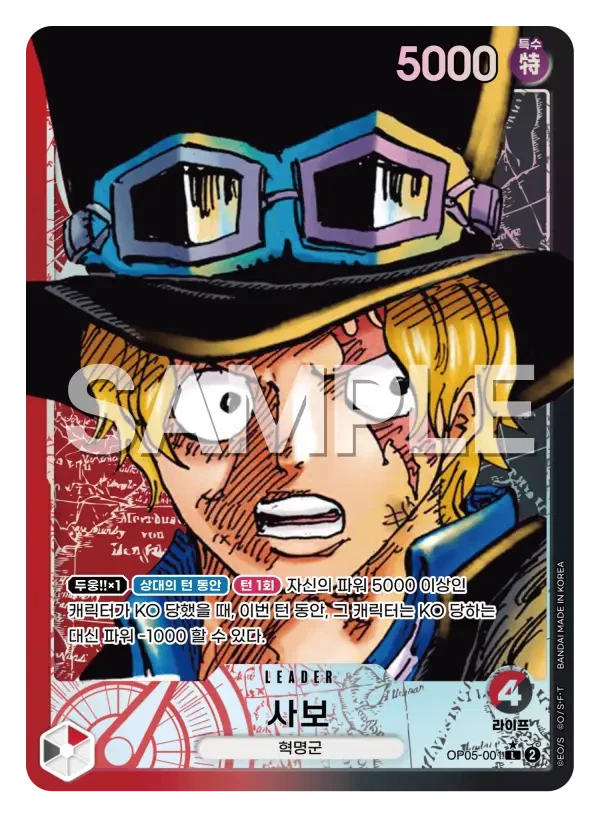 5000
특수
特
SAMPLE
두웅!!×1 상대의 턴 동안 턴 1회 자신의 파워 5000 이상인
캐릭터가 KO 당했을 때, 이번 턴 동안, 그 캐릭터는 KO 당하는
대신 파워 -1000 할 수 있다.
LEADER
사보
혁명군
4
라이프
OP05-001 L 2
©E.O/S ©O/S·F·T BANDAI MADE IN KOREA